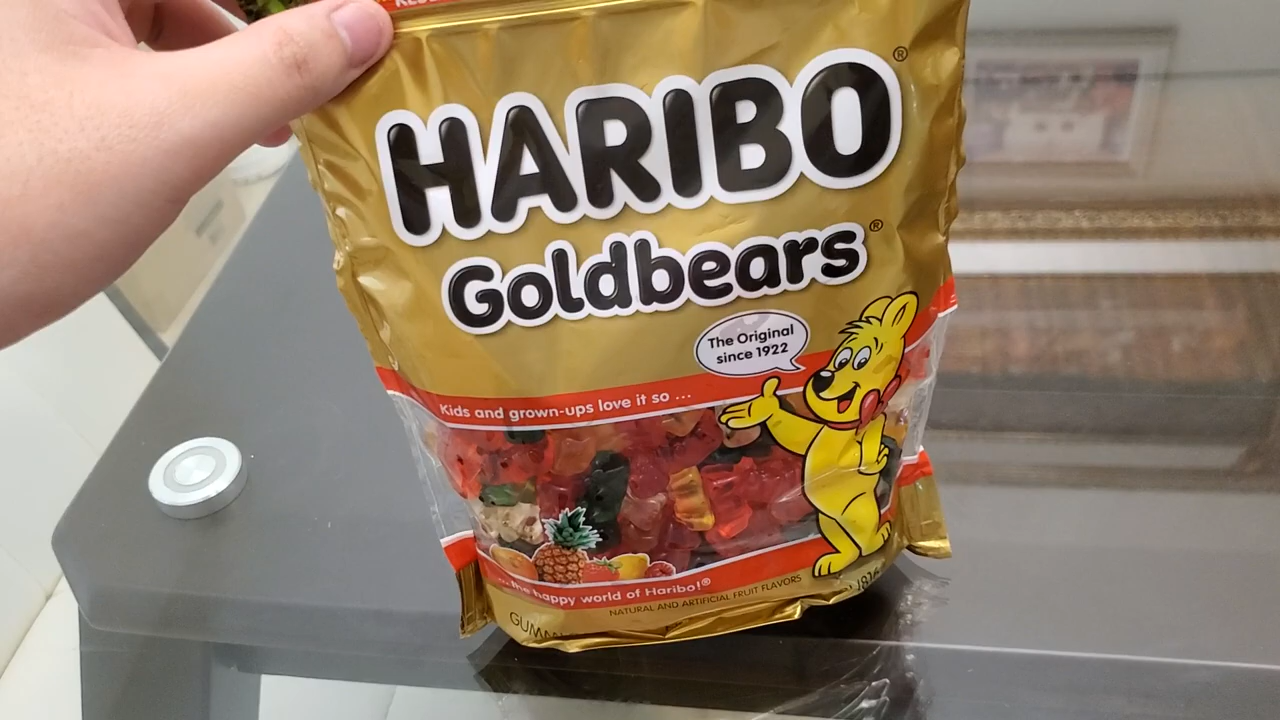 HARIBO®
Goldbears®
The Original
since 1922
Kids and grown-ups love it so ...
...the happy world of Haribo!®
NATURAL AND ARTIFICIAL FRUIT FLAVORS